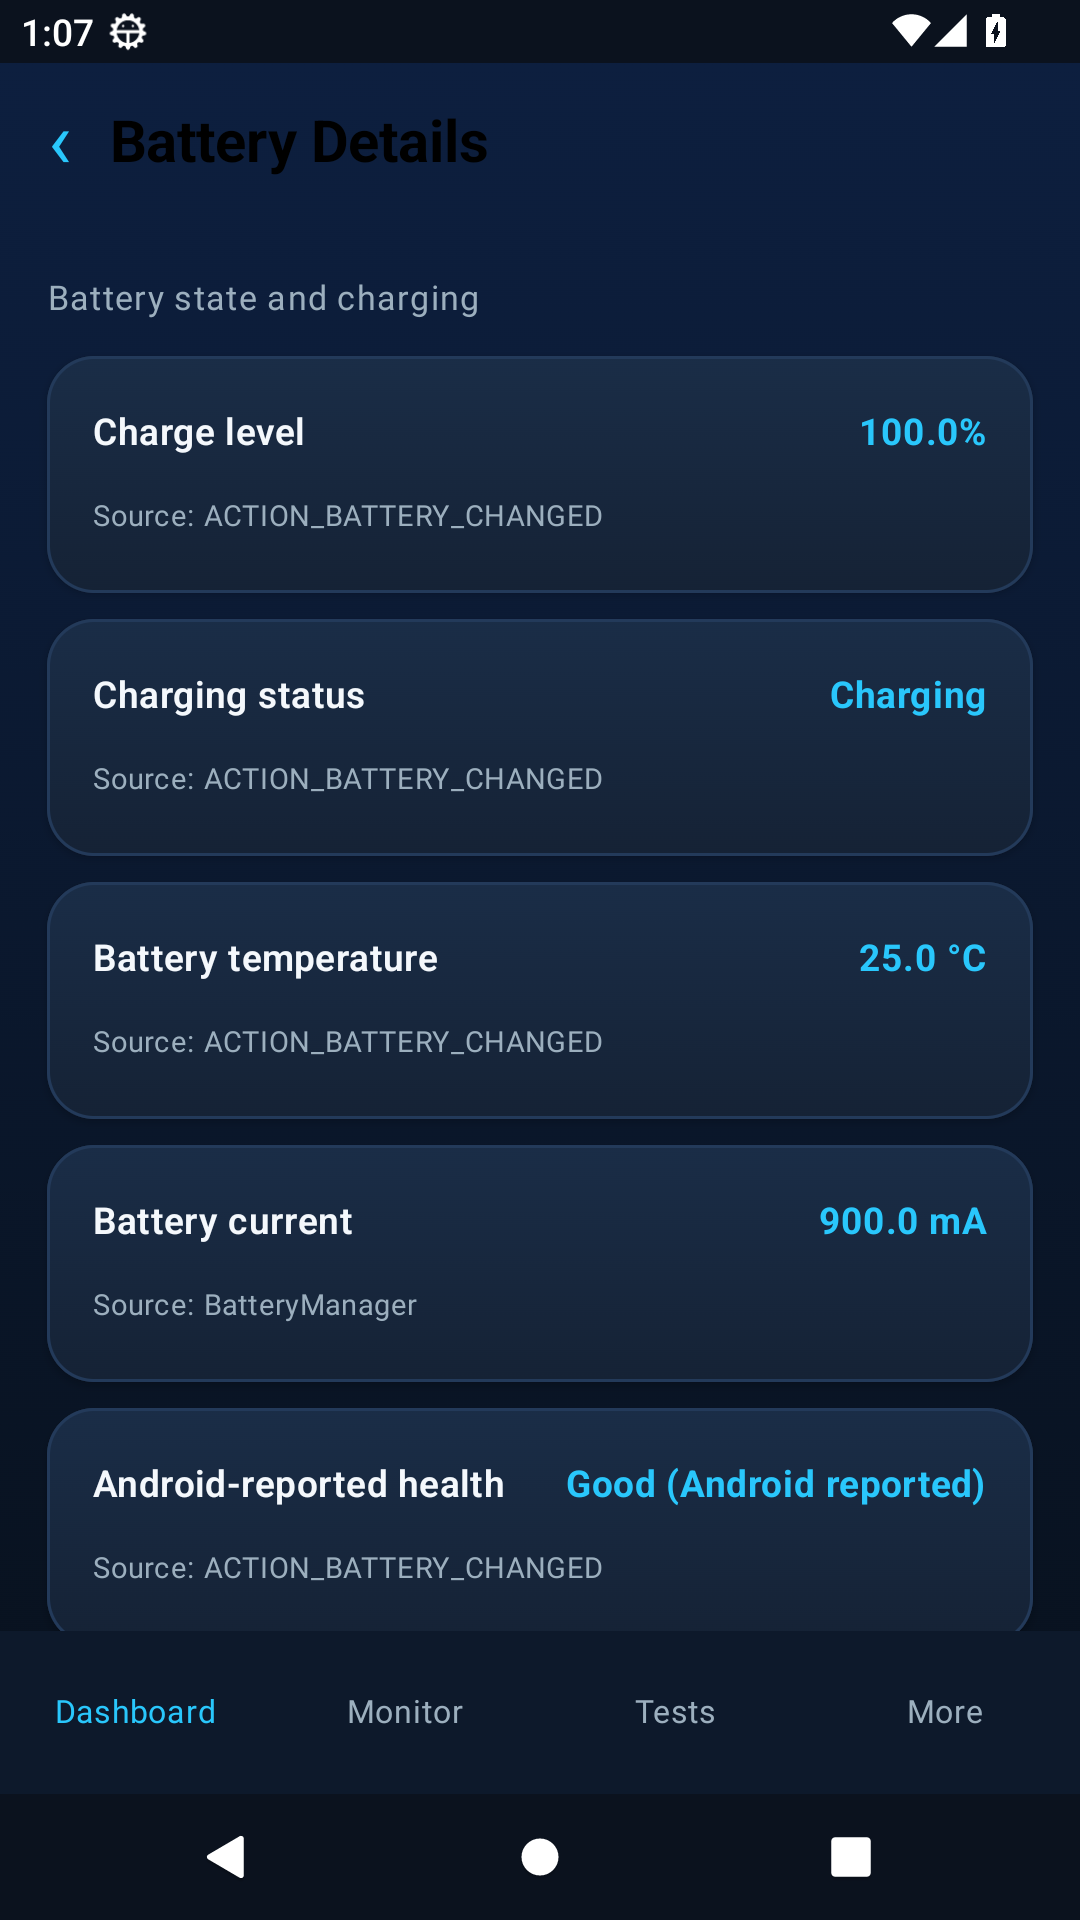 1:07
Battery Details
Battery state and charging
Charge level 100.0%
Source: ACTION_BATTERY_CHANGED
Charging status Charging
Source: ACTION_BATTERY_CHANGED
Battery temperature 25.0 °C
Source: ACTION_BATTERY_CHANGED
Battery current 900.0 mA
Source: BatteryManager
Android-reported health Good (Android reported)
Source: ACTION_BATTERY_CHANGED
Dashboard Monitor Tests More